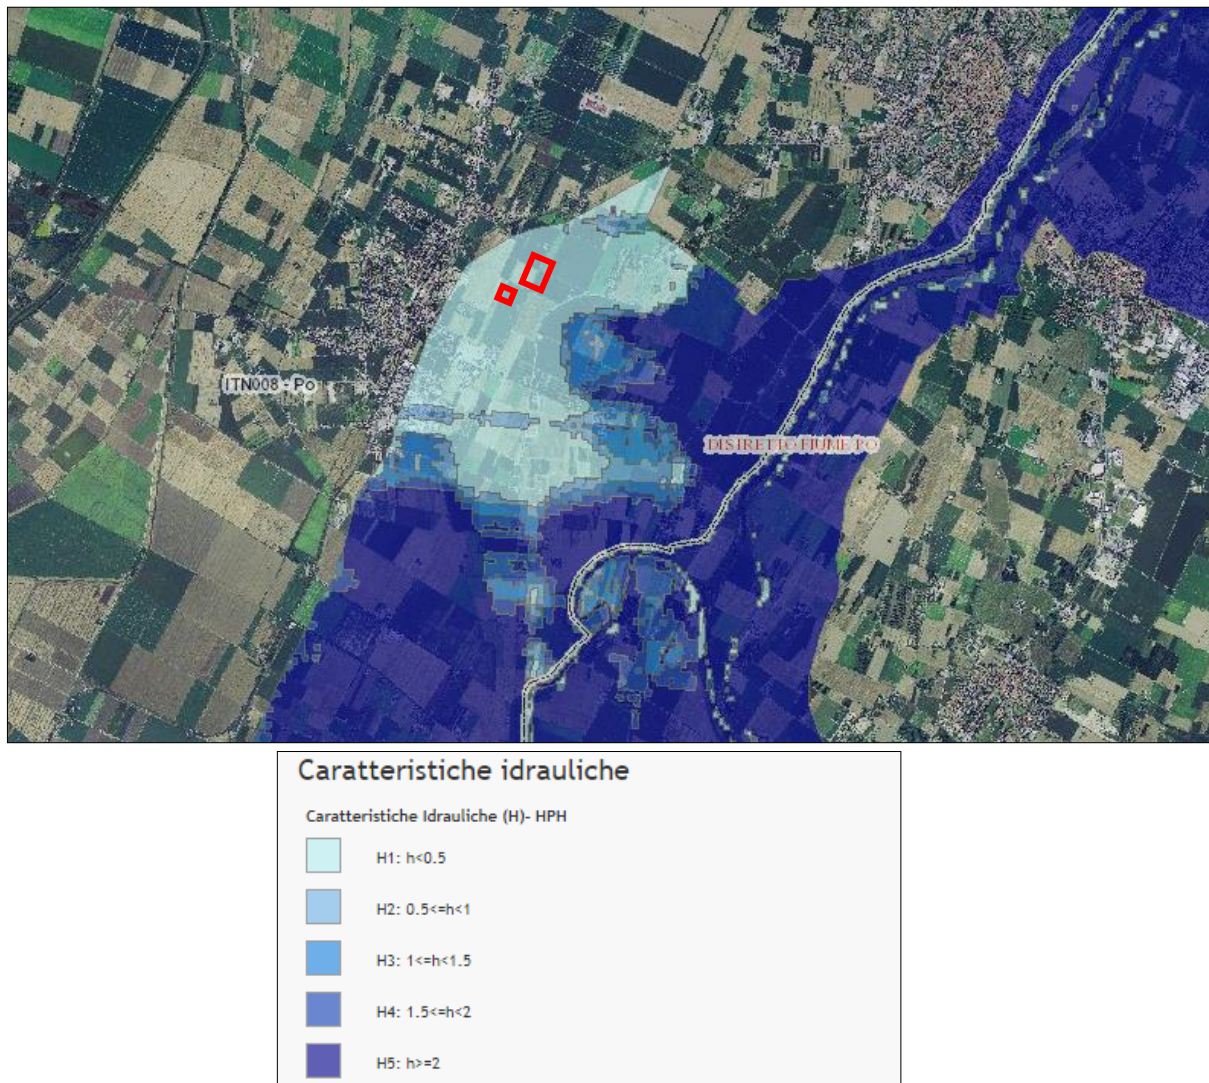 ITN008 - Po
DISTRETTO FIUME PO
Caratteristiche idrauliche
Caratteristiche Idrauliche (H)- HPH
H1: h<0.5
H2: 0.5<=h<1
H3: 1<=h<1.5
H4: 1.5<=h<2
H5: h>=2